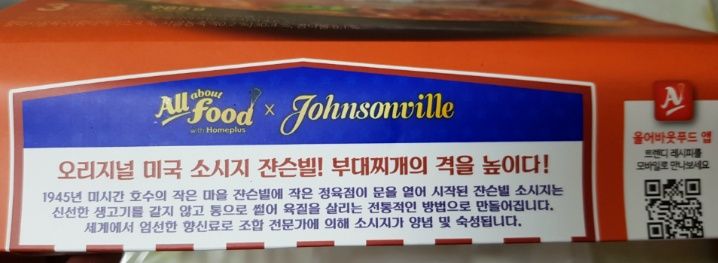 All about Food
with Homeplus
×
Johnsonville
오리지널 미국 소시지 쟌슨빌! 부대찌개의 격을 높이다!
1945년 미시간 호수의 작은 마을 쟌슨빌에 작은 정육점이 문을 열어 시작된 쟌슨빌 소시지는
신선한 생고기를 갈지 않고 통으로 썰어 육질을 살리는 전통적인 방법으로 만들어집니다.
세계에서 엄선한 향신료로 조합 전문가에 의해 소시지가 양념 및 숙성됩니다.
올어바웃푸드 앱
트렌디 레시피를
모바일로 만나보세요